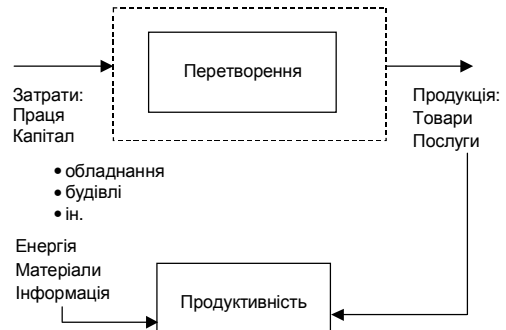 Перетворення
Затрати:
Праця
Капітал
• обладнання
• будівлі
• ін.
Енергія
Матеріали
Інформація
Продукція:
Товари
Послуги
Продуктивність